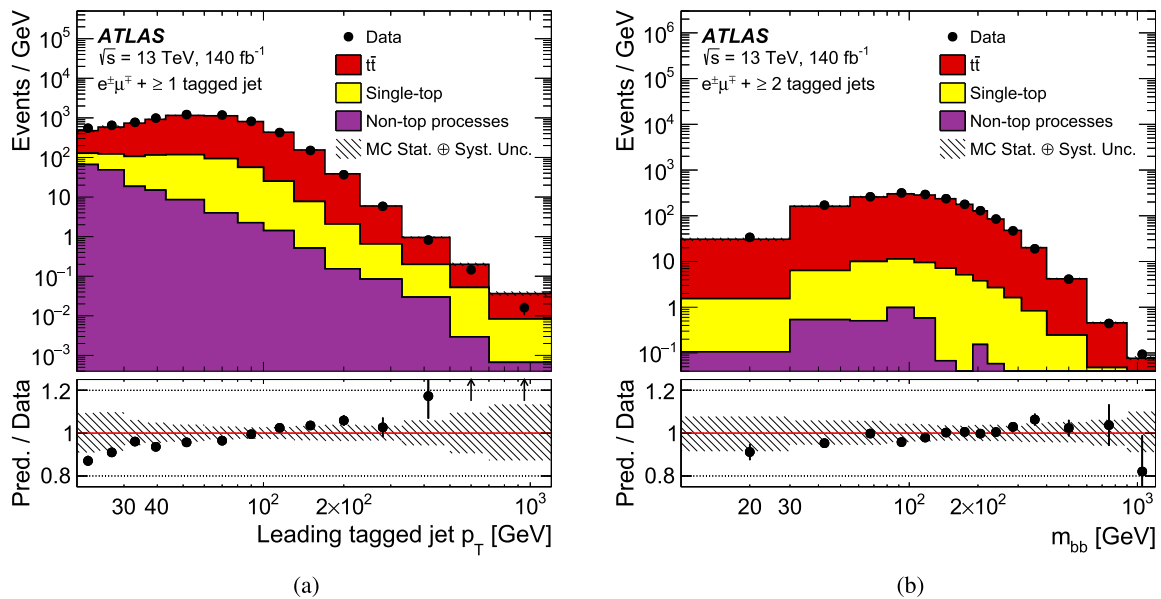 ATLAS
√s = 13 TeV, 140 fb⁻¹
e±μ∓ + ≥ 1 tagged jet
Data
tt̄
Single-top
Non-top processes
MC Stat. ⊕ Syst. Unc.
Events / GeV
10⁵
10⁴
10³
10²
10
1
10⁻¹
10⁻²
10⁻³
Pred. / Data
1.2
1
0.8
30 40 10² 2×10² 10³
Leading tagged jet p_T [GeV]
(a)
ATLAS
√s = 13 TeV, 140 fb⁻¹
e±μ∓ + ≥ 2 tagged jets
Data
tt̄
Single-top
Non-top processes
MC Stat. ⊕ Syst. Unc.
Events / GeV
10⁶
10⁵
10⁴
10³
10²
10
1
10⁻¹
Pred. / Data
1.2
1
0.8
20 30 10² 2×10² 10³
m_bb [GeV]
(b)